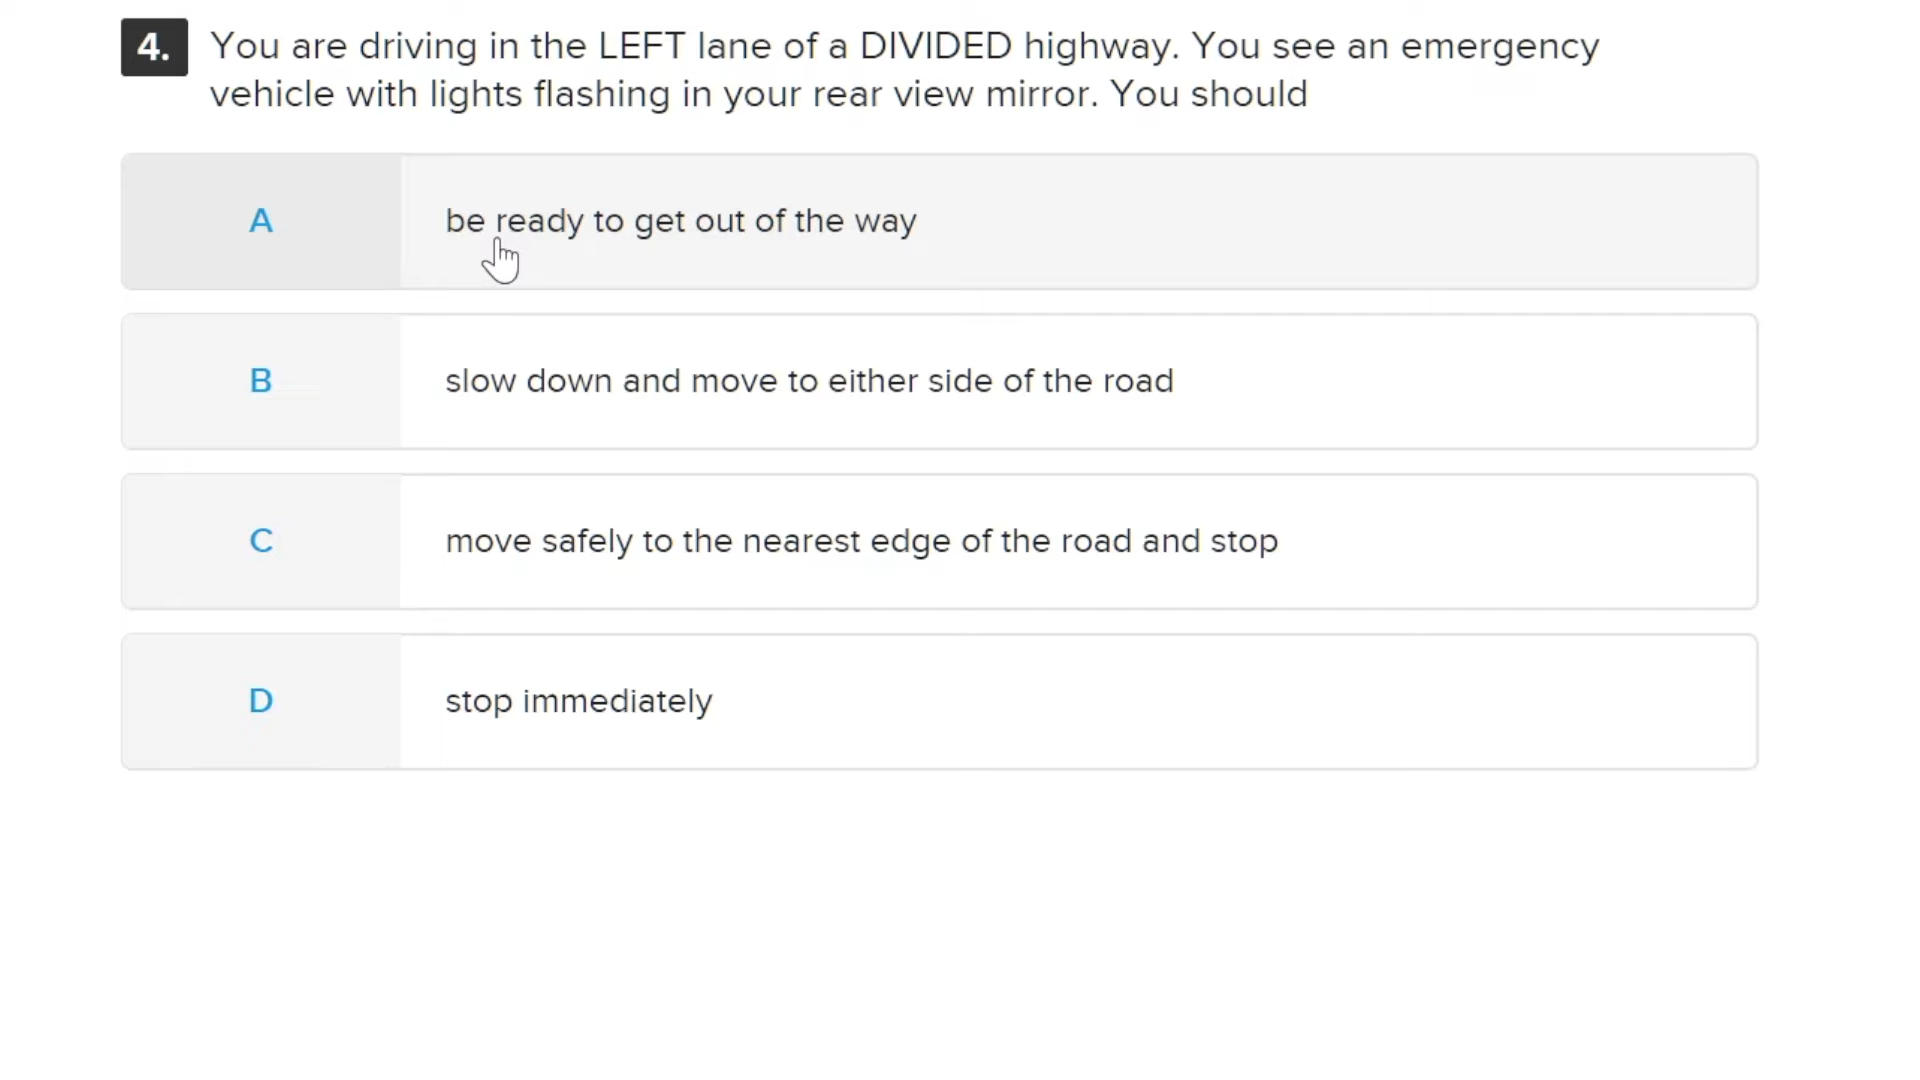 4.
You are driving in the LEFT lane of a DIVIDED highway. You see an emergency
vehicle with lights flashing in your rear view mirror. You should
A
be ready to get out of the way
B
slow down and move to either side of the road
C
move safely to the nearest edge of the road and stop
D
stop immediately